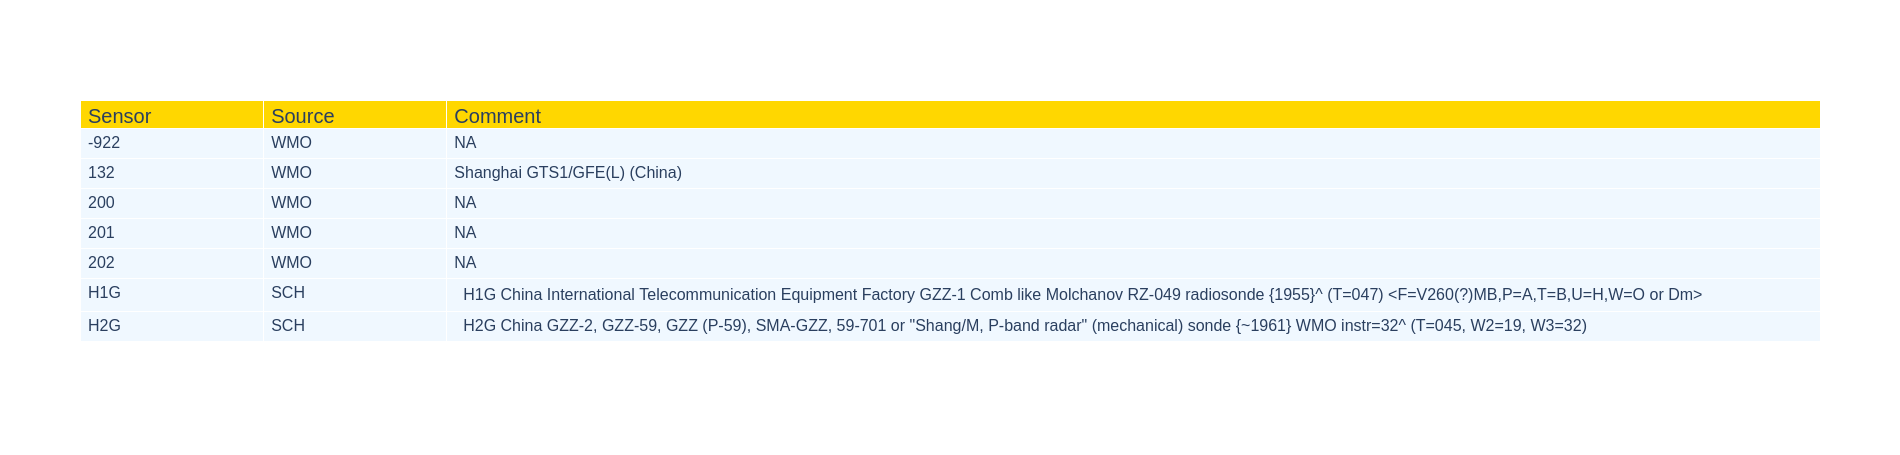 Sensor Source Comment
-922 WMO NA
132 WMO Shanghai GTS1/GFE(L) (China)
200 WMO NA
201 WMO NA
202 WMO NA
H1G SCH H1G China International Telecommunication Equipment Factory GZZ-1 Comb like Molchanov RZ-049 radiosonde {1955}^ (T=047) <F=V260(?)MB,P=A,T=B,U=H,W=O or Dm>
H2G SCH H2G China GZZ-2, GZZ-59, GZZ (P-59), SMA-GZZ, 59-701 or "Shang/M, P-band radar" (mechanical) sonde {~1961} WMO instr=32^ (T=045, W2=19, W3=32)